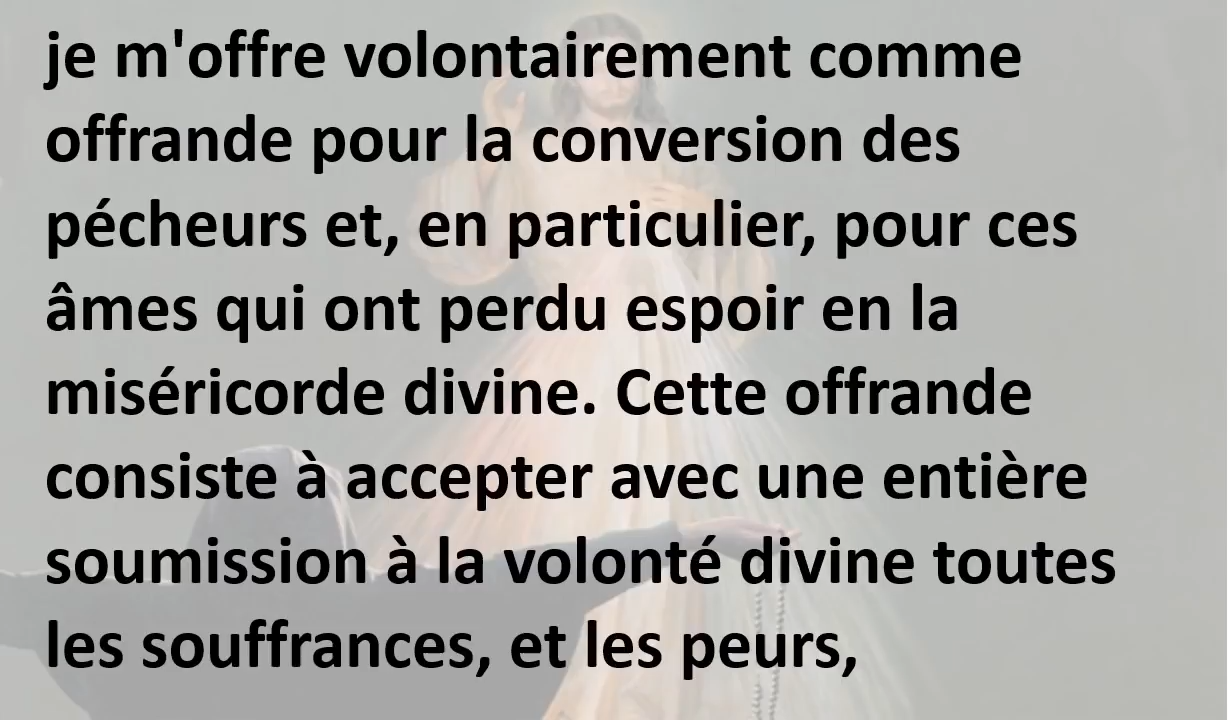 je m'offre volontairement comme
offrande pour la conversion des
pécheurs et, en particulier, pour ces
âmes qui ont perdu espoir en la
miséricorde divine. Cette offrande
consiste à accepter avec une entière
soumission à la volonté divine toutes
les souffrances, et les peurs,